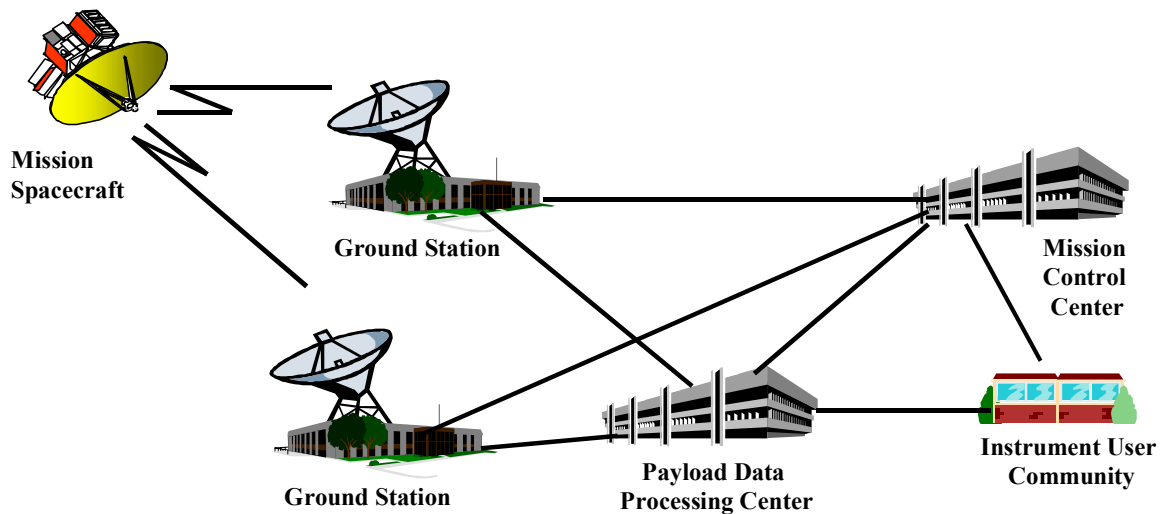 Mission
Spacecraft
Ground Station
Mission
Control
Center
Ground Station
Payload Data
Processing Center
Instrument User
Community